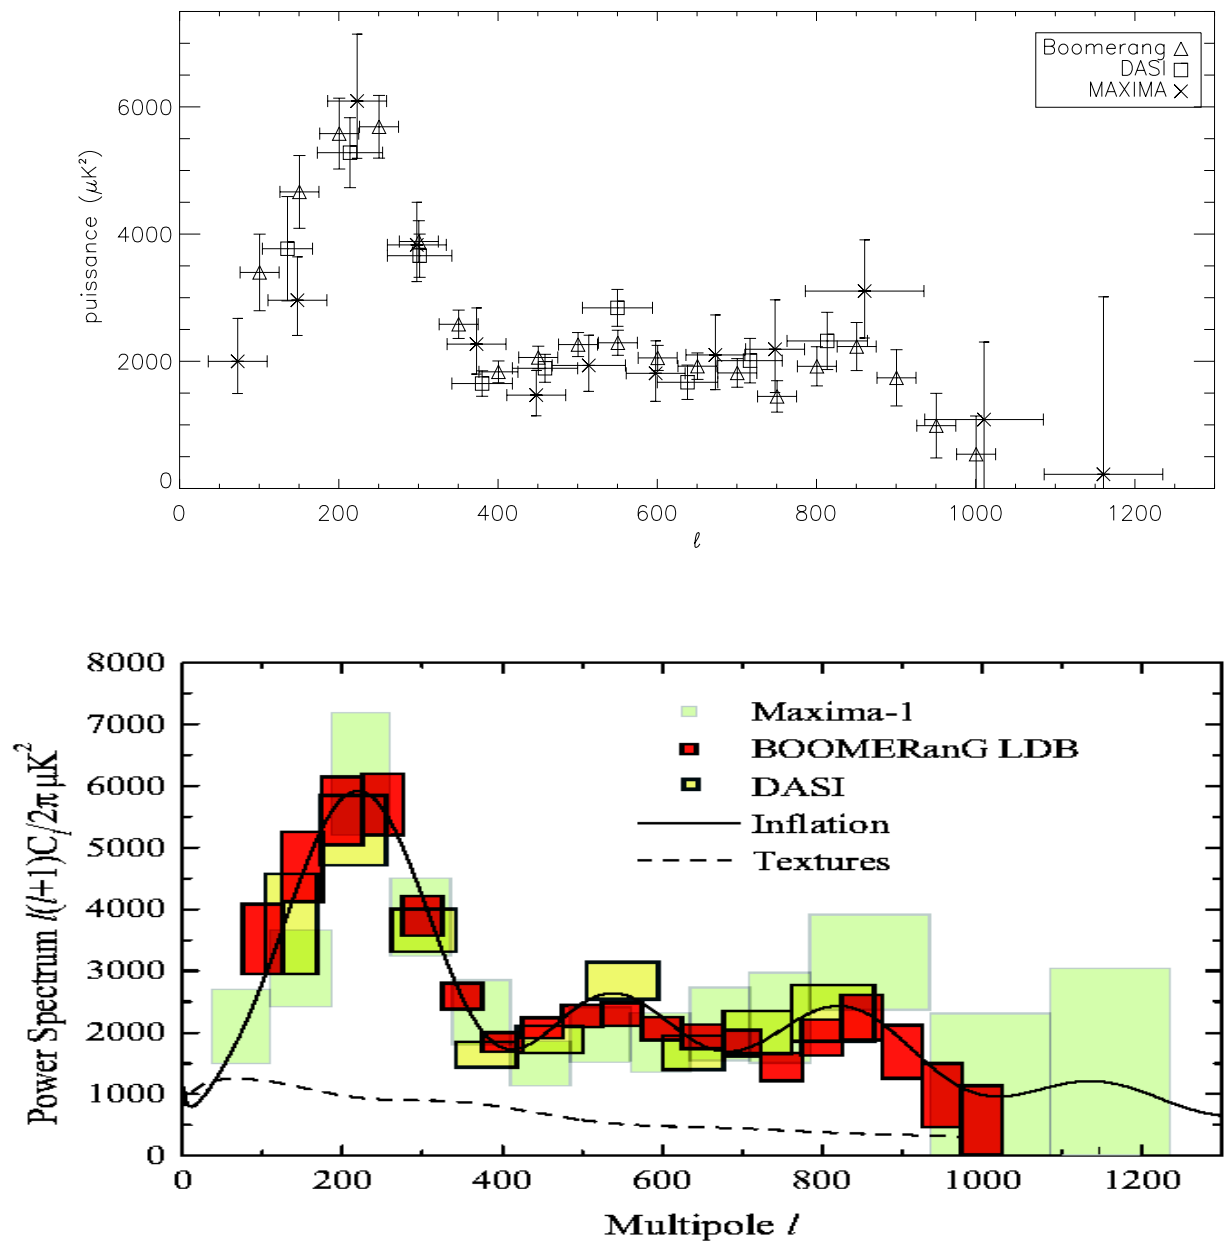 Boomerang
DASI
MAXIMA
6000
4000
2000
0
puissance (μK²)
0 200 400 600 800 1000 1200
ℓ
8000
7000
6000
5000
4000
3000
2000
1000
0
Power Spectrum l(l+1)C/2π μK²
Maxima-1
BOOMERanG LDB
DASI
Inflation
Textures
0 200 400 600 800 1000 1200
Multipole l